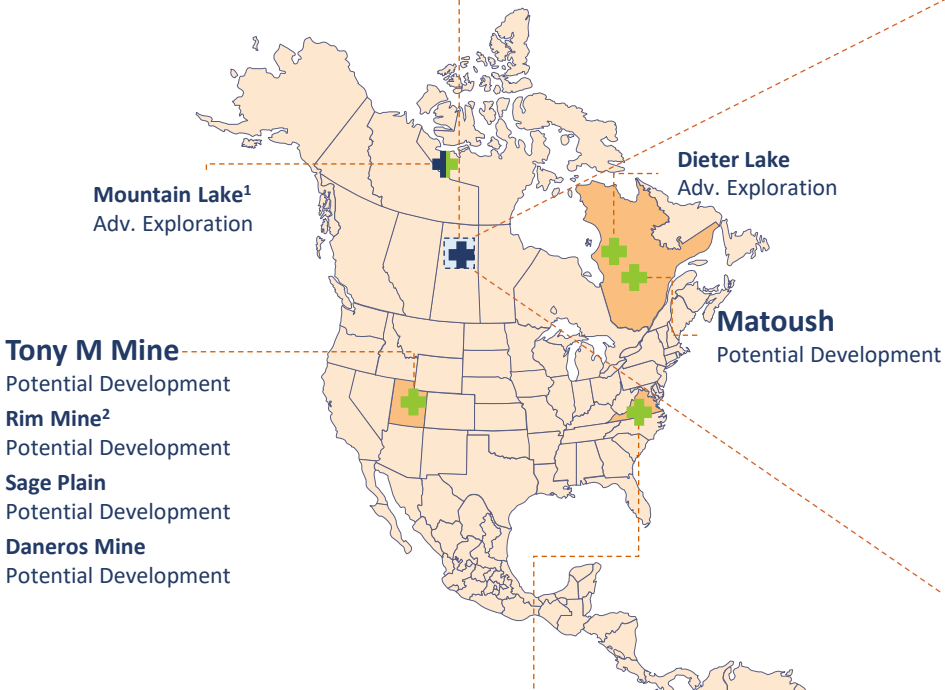 Mountain Lake¹
Adv. Exploration
Dieter Lake
Adv. Exploration
Matoush
Potential Development
Tony M Mine
Potential Development
Rim Mine²
Potential Development
Sage Plain
Potential Development
Daneros Mine
Potential Development